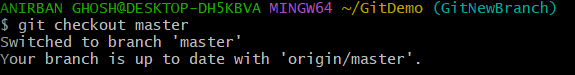 ANIRBAN GHOSH@DESKTOP-DH5KBVA MINGW64 ~/GitDemo (GitNewBranch)
$ git checkout master
Switched to branch 'master'
Your branch is up to date with 'origin/master'.